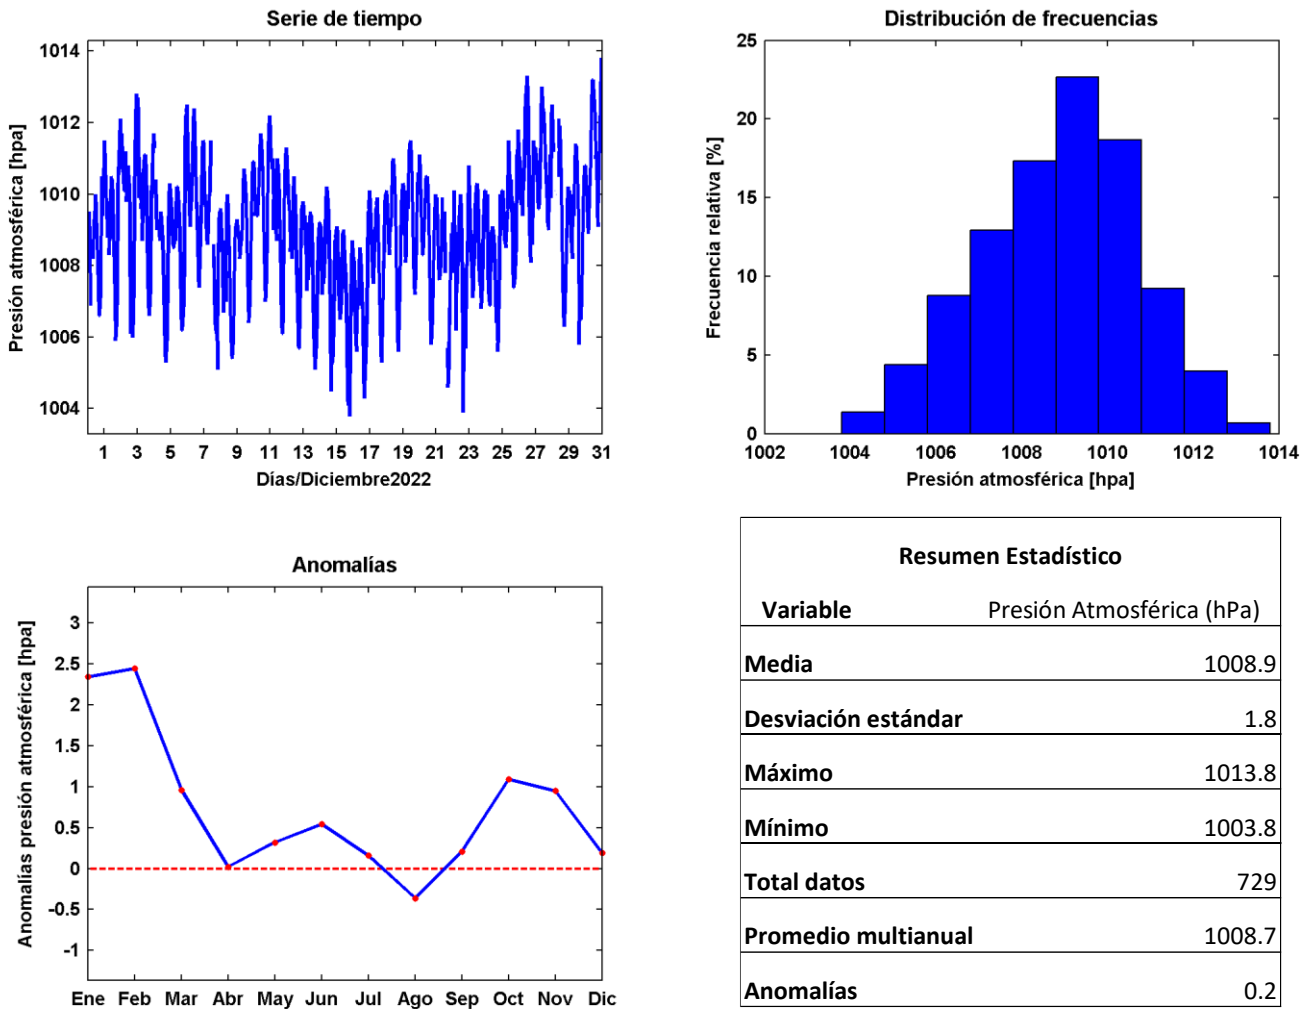 Serie de tiempo
Presión atmosférica [hpa]
1014
1012
1010
1008
1006
1004
1 3 5 7 9 11 13 15 17 19 21 23 25 27 29 31
Días/Diciembre2022
Distribución de frecuencias
Frecuencia relativa [%]
25
20
15
10
5
0
1002 1004 1006 1008 1010 1012 1014
Presión atmosférica [hpa]
Anomalías
Anomalías presión atmosférica [hpa]
3
2.5
2
1.5
1
0.5
0
-0.5
-1
Ene Feb Mar Abr May Jun Jul Ago Sep Oct Nov Dic
Resumen Estadístico
Variable Presión Atmosférica (hPa)
Media 1008.9
Desviación estándar 1.8
Máximo 1013.8
Mínimo 1003.8
Total datos 729
Promedio multianual 1008.7
Anomalías 0.2